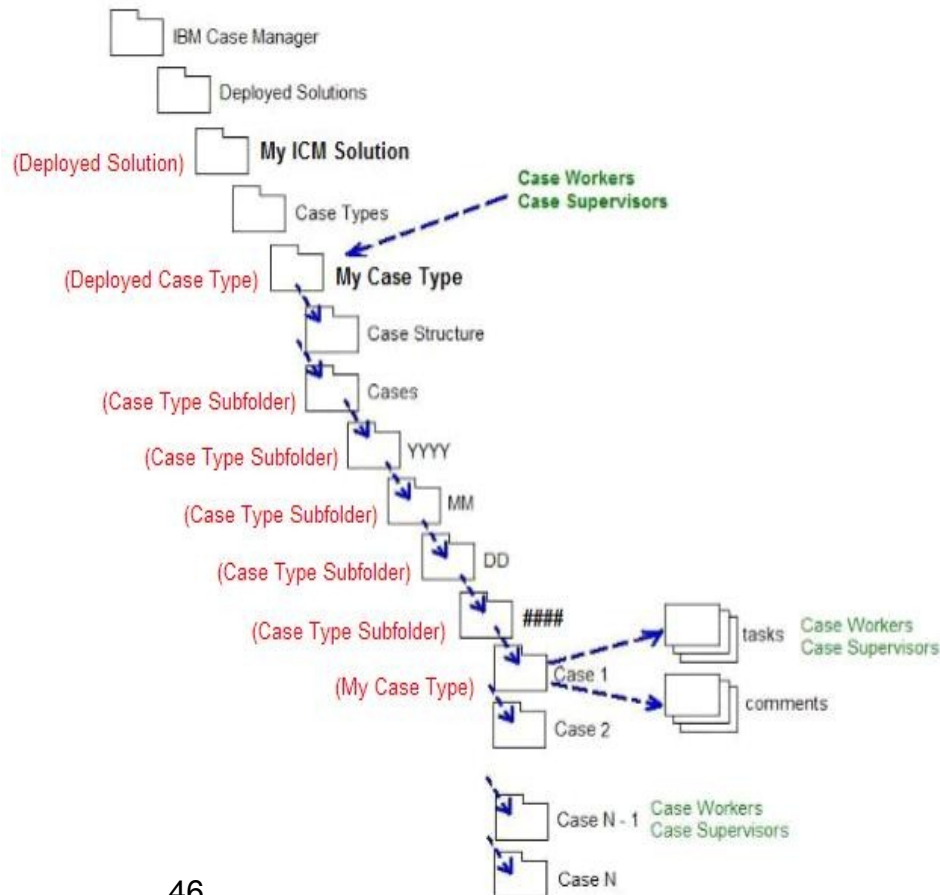 IBM Case Manager
Deployed Solutions
(Deployed Solution)
My ICM Solution
Case Workers
Case Supervisors
Case Types
(Deployed Case Type)
My Case Type
Case Structure
(Case Type Subfolder)
Cases
(Case Type Subfolder)
YYYY
(Case Type Subfolder)
MM
(Case Type Subfolder)
DD
(Case Type Subfolder)
####
tasks
Case Workers
Case Supervisors
(My Case Type)
Case 1
comments
Case 2
Case N - 1
Case Workers
Case Supervisors
Case N
46